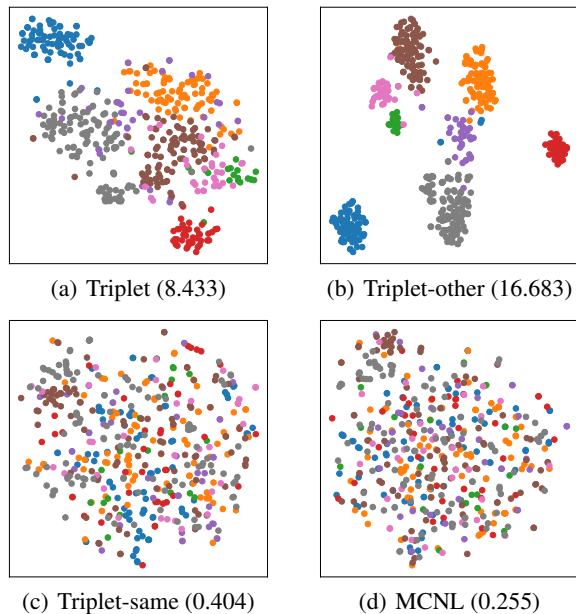 (a) Triplet (8.433)
(b) Triplet-other (16.683)
(c) Triplet-same (0.404)
(d) MCNL (0.255)